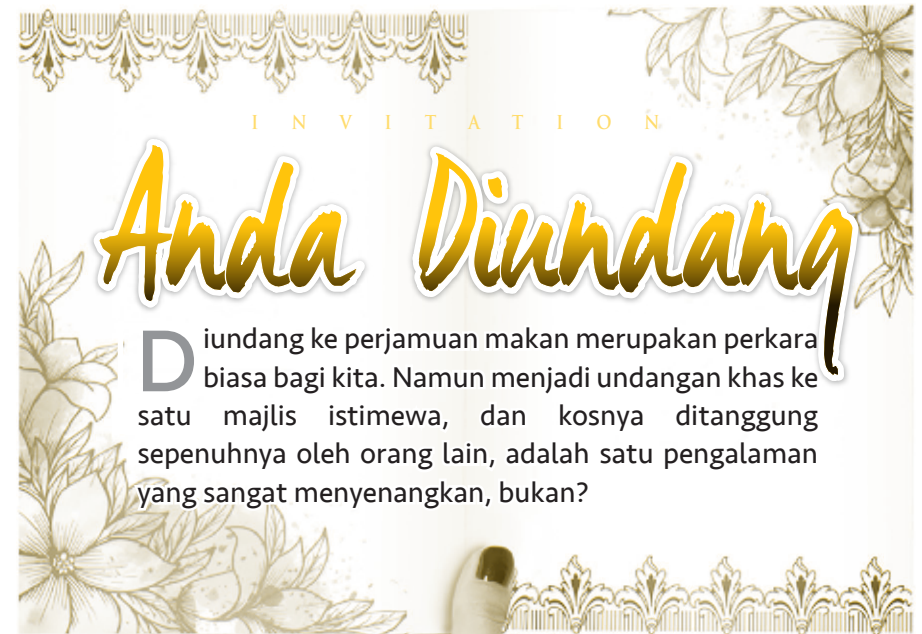 INVITATION
Anda Diundang
Diundang ke perjamuan makan merupakan perkara
biasa bagi kita. Namun menjadi undangan khas ke
satu majlis istimewa, dan kosnya ditanggung
sepenuhnya oleh orang lain, adalah satu pengalaman
yang sangat menyenangkan, bukan?